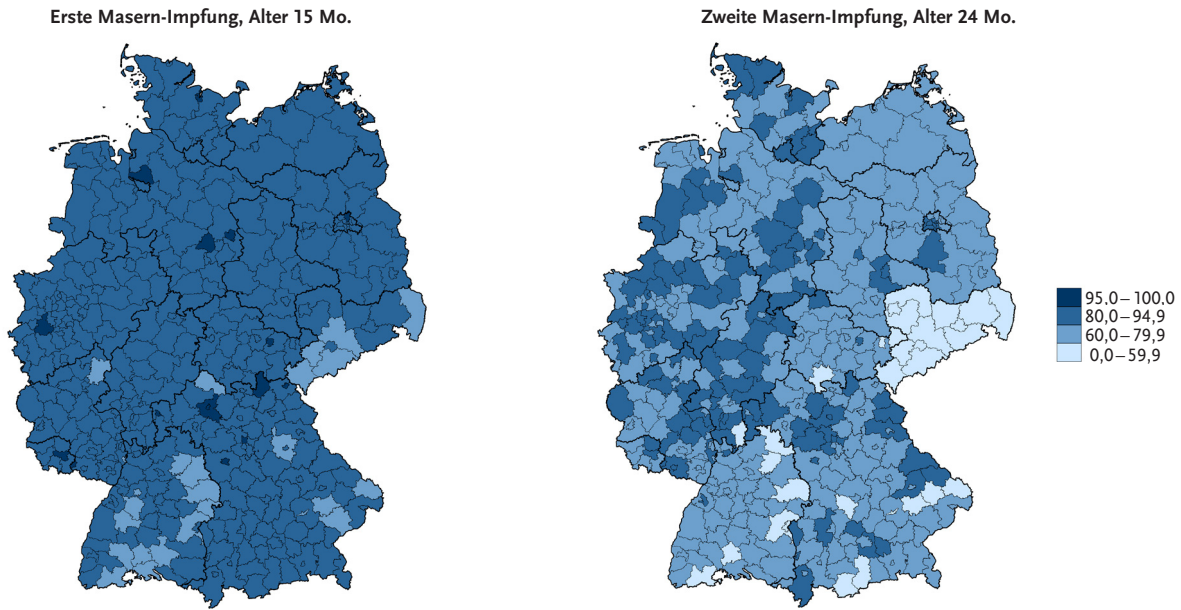 Erste Masern-Impfung, Alter 15 Mo.
Zweite Masern-Impfung, Alter 24 Mo.
95,0–100,0
80,0–94,9
60,0–79,9
0,0–59,9